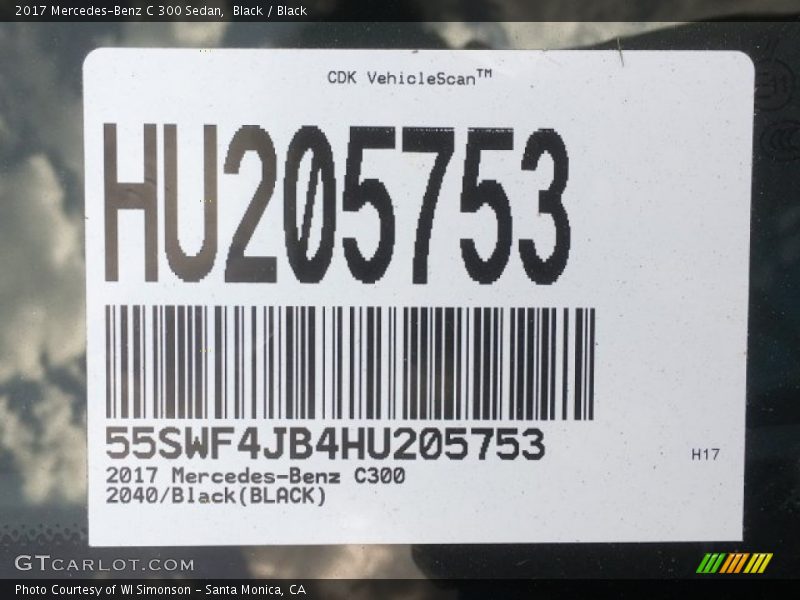 2017 Mercedes-Benz C 300 Sedan, Black / Black
CDK VehicleScan™
HU205753
55SWF4JB4HU205753
2017 Mercedes-Benz C300
H17
2040/Black(BLACK)
GTCARLOT.COM
Photo Courtesy of WI Simonson - Santa Monica, CA